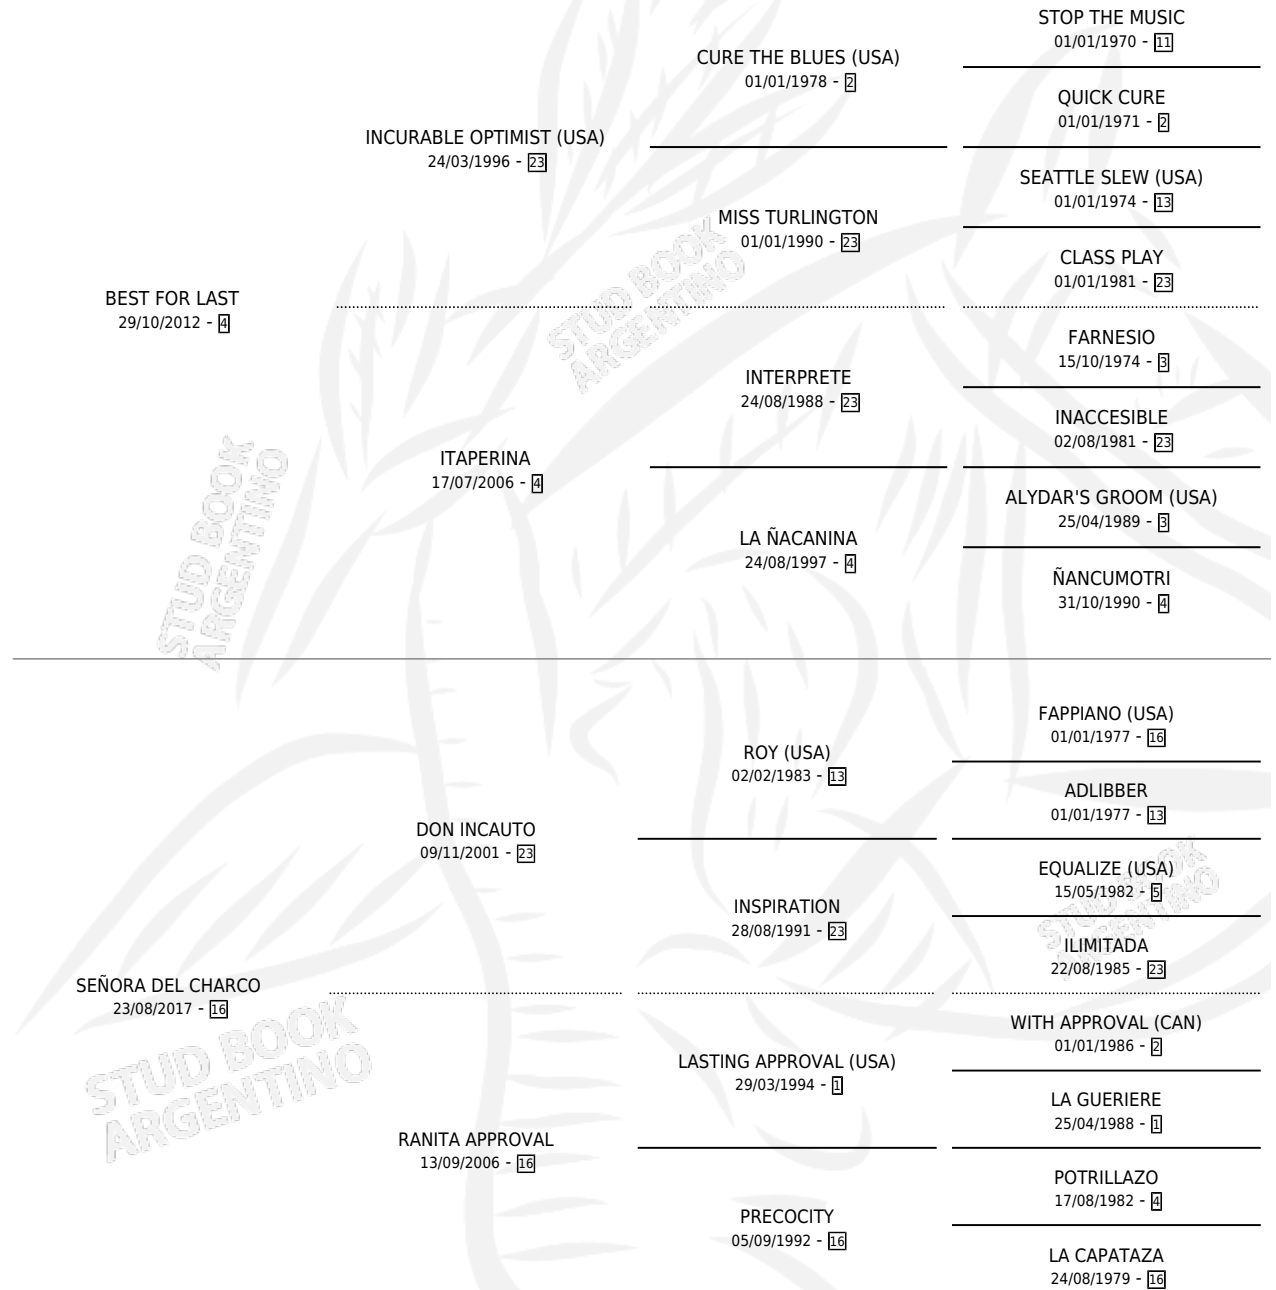 STOP THE MUSIC
01/01/1970 - 11
CURE THE BLUES (USA)
01/01/1978 - 2
QUICK CURE
01/01/1971 - 2
INCURABLE OPTIMIST (USA)
24/03/1996 - 23
SEATTLE SLEW (USA)
01/01/1974 - 13
MISS TURLINGTON
01/01/1990 - 23
CLASS PLAY
01/01/1981 - 23
BEST FOR LAST
29/10/2012 - 4
STUD BOOK
ARGENTINO
FARNESIO
15/10/1974 - 3
INTERPRETE
24/08/1988 - 23
INACCESIBLE
02/08/1981 - 23
ITAPERINA
17/07/2006 - 4
ALYDAR'S GROOM (USA)
25/04/1989 - 3
LA ÑACANINA
24/08/1997 - 4
ÑANCUMOTRI
31/10/1990 - 4
STUD BOOK
ARGENTINO
FAPPIANO (USA)
01/01/1977 - 16
ROY (USA)
02/02/1983 - 13
ADLIBBER
01/01/1977 - 13
DON INCAUTO
09/11/2001 - 23
EQUALIZE (USA)
15/05/1982 - 5
STUD BOOK
ARGENTINO
INSPIRATION
28/08/1991 - 23
ILIMITADA
22/08/1985 - 23
SEÑORA DEL CHARCO
23/08/2017 - 16
STUD BOOK
ARGENTINO
WITH APPROVAL (CAN)
01/01/1986 - 2
LASTING APPROVAL (USA)
29/03/1994 - 1
LA GUERIERE
25/04/1988 - 1
RANITA APPROVAL
13/09/2006 - 16
POTRILLAZO
17/08/1982 - 4
PRECOCITY
05/09/1992 - 16
LA CAPATAZA
24/08/1979 - 16